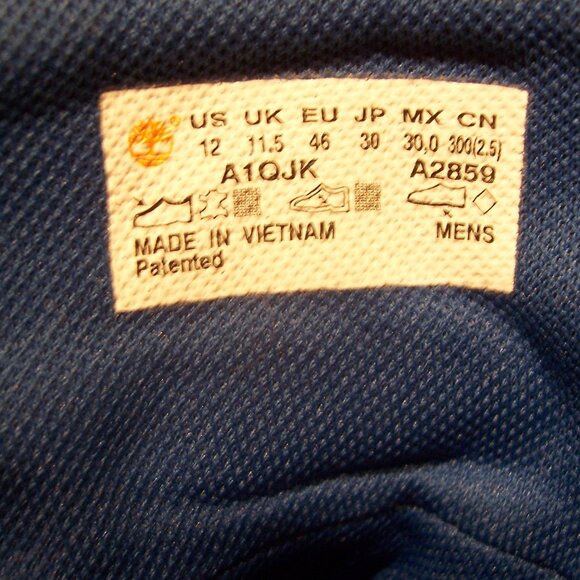 US UK EU JP MX CN
12 11.5 46 30 30.0 300(2.5)
A1QJK A2859
MADE IN VIETNAM MENS
Patented